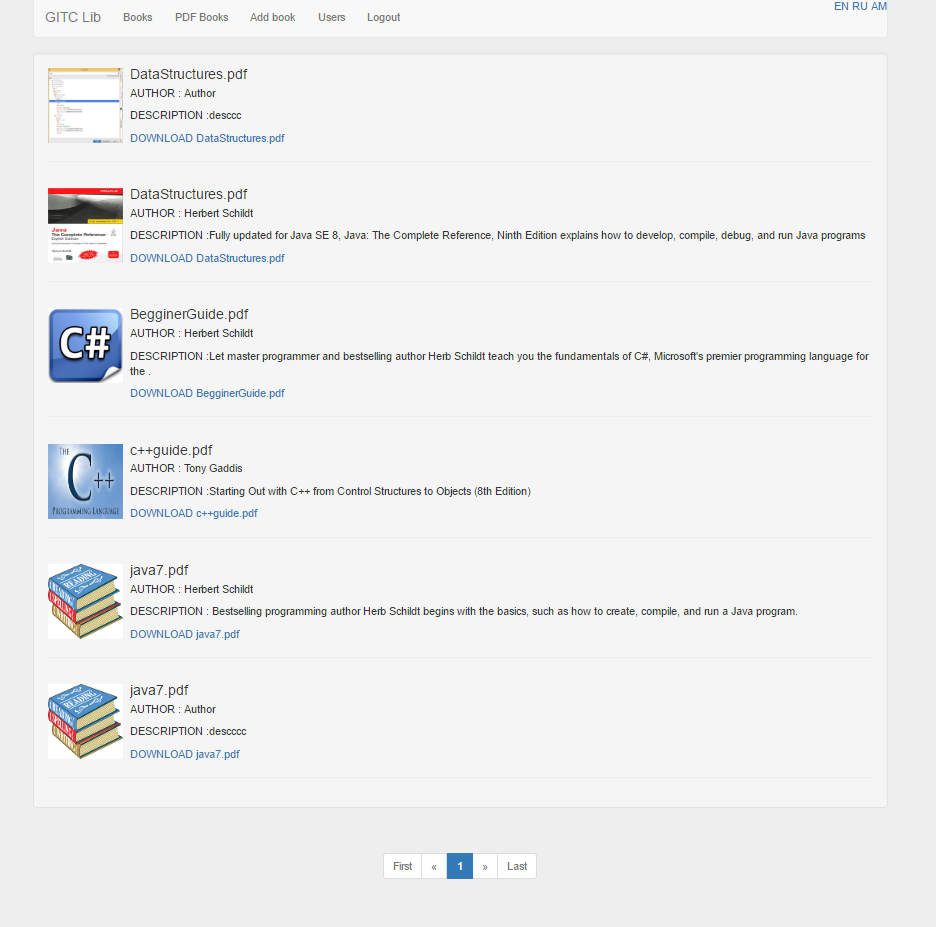 GITC Lib Books PDF Books Add book Users Logout EN RU AM
DataStructures.pdf
AUTHOR : Author
DESCRIPTION :desccc
DOWNLOAD DataStructures.pdf
Java
The Complete Reference
DataStructures.pdf
AUTHOR : Herbert Schildt
DESCRIPTION :Fully updated for Java SE 8, Java: The Complete Reference, Ninth Edition explains how to develop, compile, debug, and run Java programs
DOWNLOAD DataStructures.pdf
C#
BegginerGuide.pdf
AUTHOR : Herbert Schildt
DESCRIPTION :Let master programmer and bestselling author Herb Schildt teach you the fundamentals of C#, Microsoft's premier programming language for
the .
DOWNLOAD BegginerGuide.pdf
THE
C++
PROGRAMMING LANGUAGE
c++guide.pdf
AUTHOR : Tony Gaddis
DESCRIPTION :Starting Out with C++ from Control Structures to Objects (8th Edition)
DOWNLOAD c++guide.pdf
READING
java7.pdf
AUTHOR : Herbert Schildt
DESCRIPTION : Bestselling programming author Herb Schildt begins with the basics, such as how to create, compile, and run a Java program.
DOWNLOAD java7.pdf
READING
java7.pdf
AUTHOR : Author
DESCRIPTION :descccc
DOWNLOAD java7.pdf
First « 1 » Last